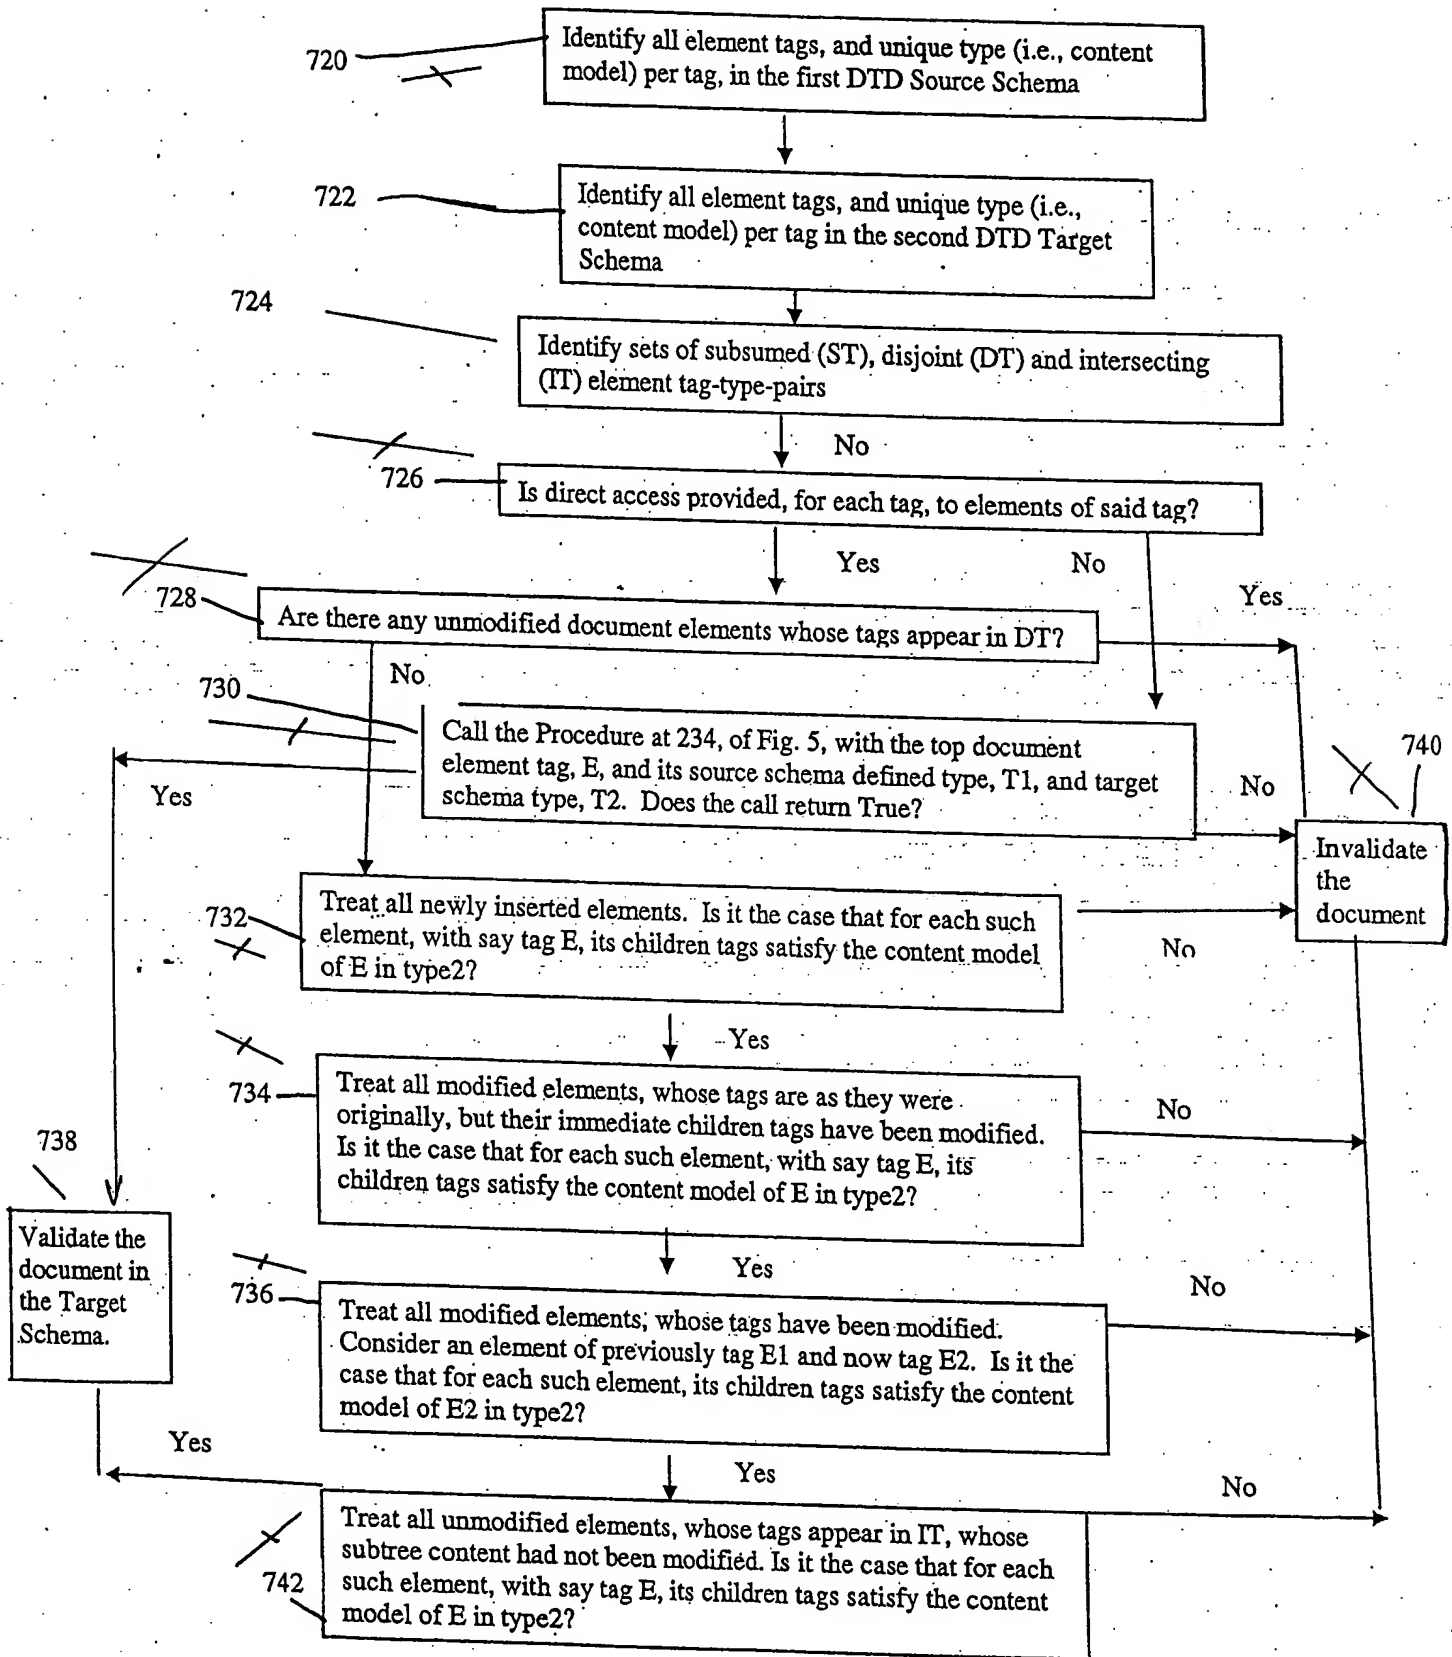 720
Identify all element tags, and unique type (i.e., content
model) per tag, in the first DTD Source Schema
722
Identify all element tags, and unique type (i.e.,
content model) per tag in the second DTD Target
Schema
724
Identify sets of subsumed (ST), disjoint (DT) and intersecting
(IT) element tag-type-pairs
No
726
Is direct access provided, for each tag, to elements of said tag?
Yes
No
728
Are there any unmodified document elements whose tags appear in DT?
Yes
No
730
Call the Procedure at 234, of Fig. 5, with the top document
element tag, E, and its source schema defined type, T1, and target
schema type, T2. Does the call return True?
Yes
No
740
Invalidate
the
document
732
Treat all newly inserted elements. Is it the case that for each such
element, with say tag E, its children tags satisfy the content model
of E in type2?
No
Yes
734
Treat all modified elements, whose tags are as they were
originally, but their immediate children tags have been modified.
Is it the case that for each such element, with say tag E, its
children tags satisfy the content model of E in type2?
No
738
Validate the
document in
the Target
Schema.
Yes
736
Treat all modified elements, whose tags have been modified.
Consider an element of previously tag E1 and now tag E2. Is it the
case that for each such element, its children tags satisfy the content
model of E2 in type2?
No
Yes
Yes
No
742
Treat all unmodified elements, whose tags appear in IT, whose
subtree content had not been modified. Is it the case that for each
such element, with say tag E, its children tags satisfy the content
model of E in type2?